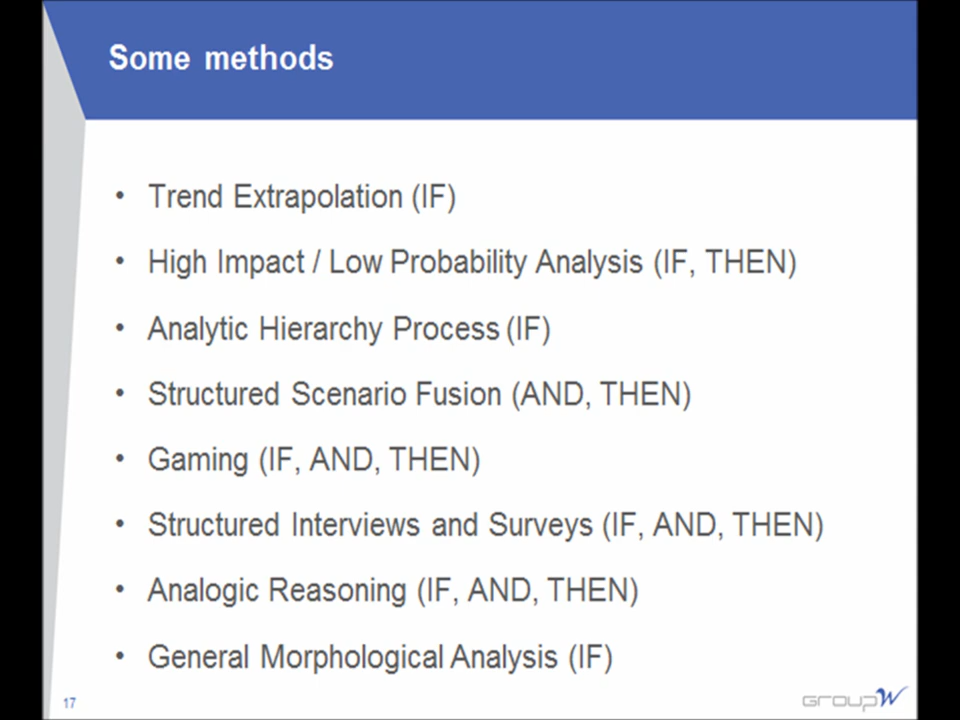 Some methods
• Trend Extrapolation (IF)
• High Impact / Low Probability Analysis (IF, THEN)
• Analytic Hierarchy Process (IF)
• Structured Scenario Fusion (AND, THEN)
• Gaming (IF, AND, THEN)
• Structured Interviews and Surveys (IF, AND, THEN)
• Analogic Reasoning (IF, AND, THEN)
• General Morphological Analysis (IF)
17
GroupW